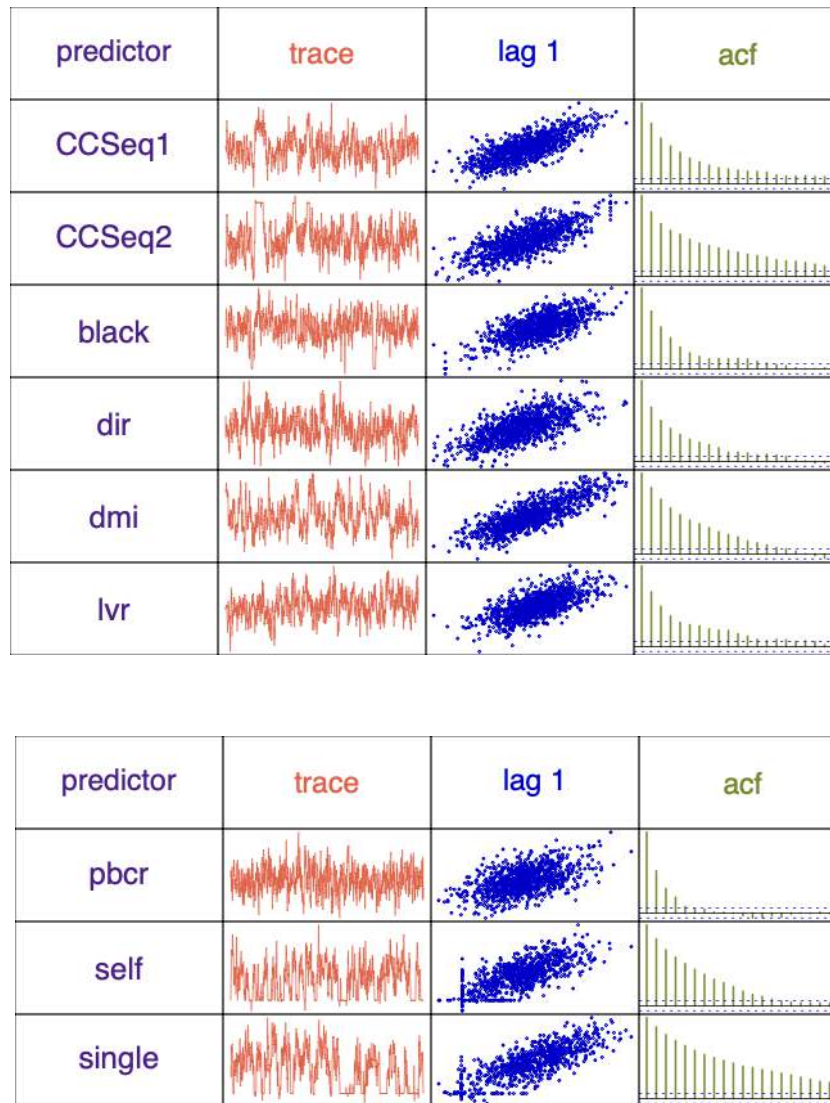 predictor trace lag 1 acf
CCSeq1
CCSeq2
black
dir
dmi
lvr
predictor trace lag 1 acf
pbcr
self
single